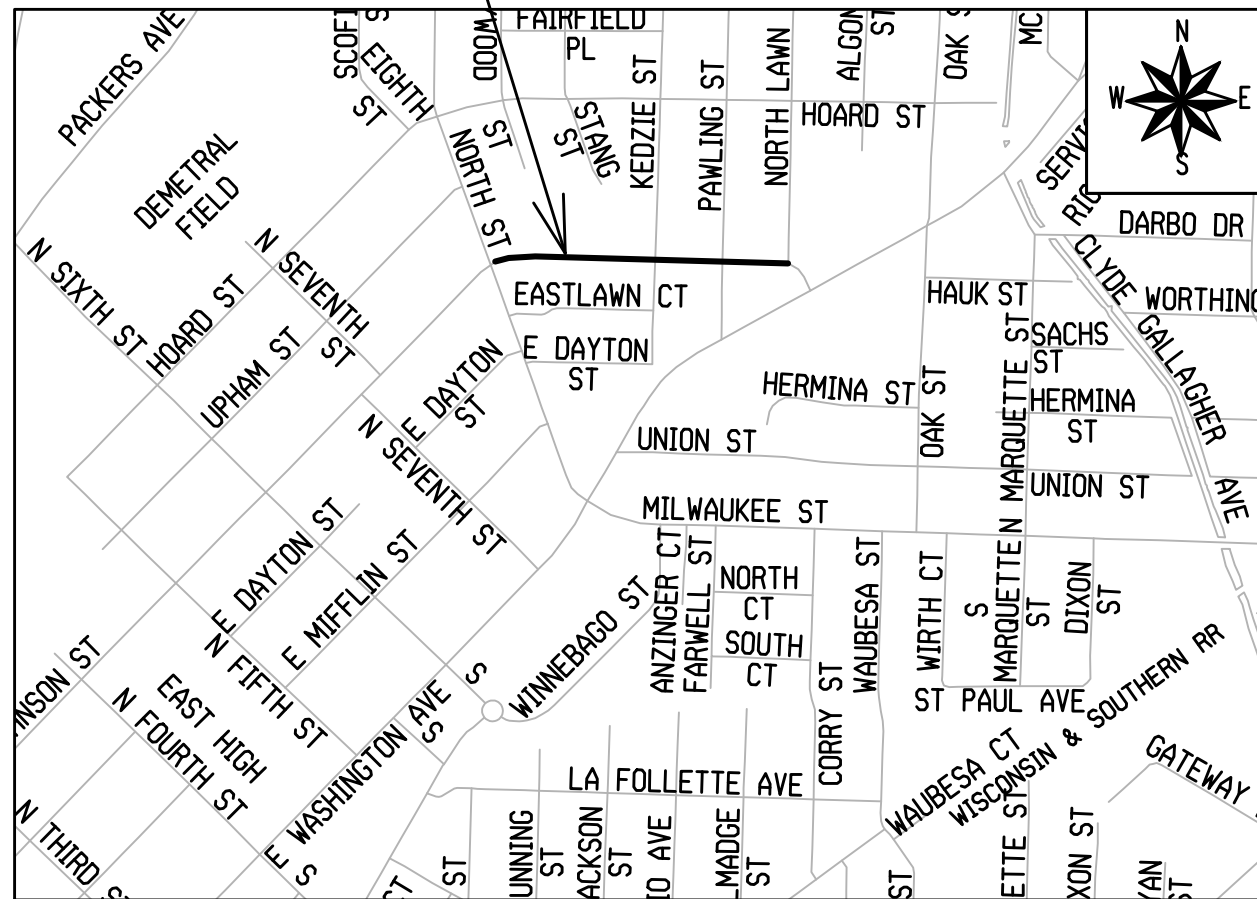 FAIRFIELD
PL
PACKERS AVE
EIGHTH
ST
WOOD
ST
STANG
ST
KEDZIE ST
PAWLING ST
NORTH LAWN
OAK S
MC
HOARD ST
N
W
E
S
DEMETRAL
FIELD
NORTH ST
DARBO DR
CLYDE
GALLAGHER
AVE
N SIXTH ST
N SEVENTH
ST
HOARD ST
UPHAM ST
EASTLAWN CT
E DAYTON
ST
E DAYTON
ST
HAUK ST
SACHS
ST
HERMINA ST
HERMINA
ST
OAK ST
N MARQUETTE ST
UNION ST
UNION ST
N SEVENTH ST
MILWAUKEE ST
E DAYTON ST
E MIFFLIN ST
N FIFTH ST
ANZINGER CT
FARWELL ST
NORTH
CT
SOUTH
CT
WAUBESA ST
WIRTH CT
S
MARQUETTE
ST
DIXON
ST
WINNEBAGO ST
CORRY ST
ST PAUL AVE
EAST HIGH
N FOURTH ST
E WASHINGTON AVE
S
S
LA FOLLETTE AVE
WAUBESA CT
WISCONSIN & SOUTHERN RR
GATEWAY
N THIRD S
E
S
ST
ST
ST
ST
ST
ST